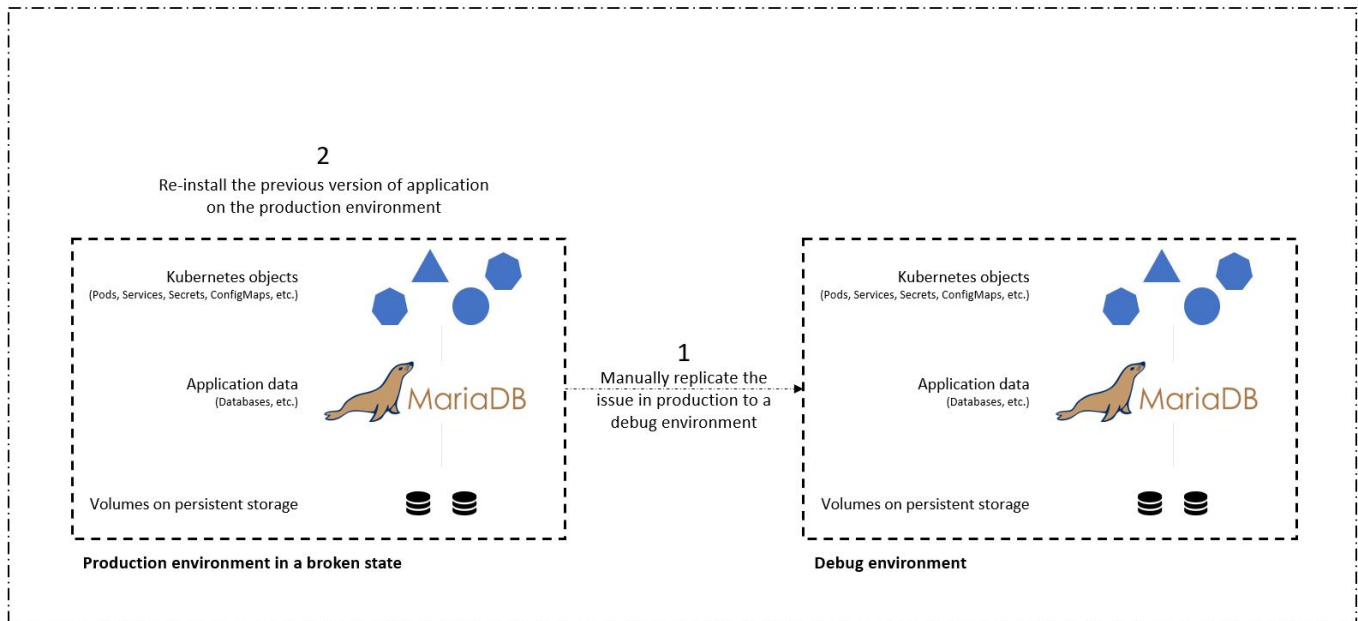 2
Re-install the previous version of application
on the production environment
Kubernetes objects
(Pods, Services, Secrets, ConfigMaps, etc.)
Application data
(Databases, etc.)
MariaDB
Volumes on persistent storage
Production environment in a broken state
1
Manually replicate the
issue in production to a
debug environment
Kubernetes objects
(Pods, Services, Secrets, ConfigMaps, etc.)
Application data
(Databases, etc.)
MariaDB
Volumes on persistent storage
Debug environment